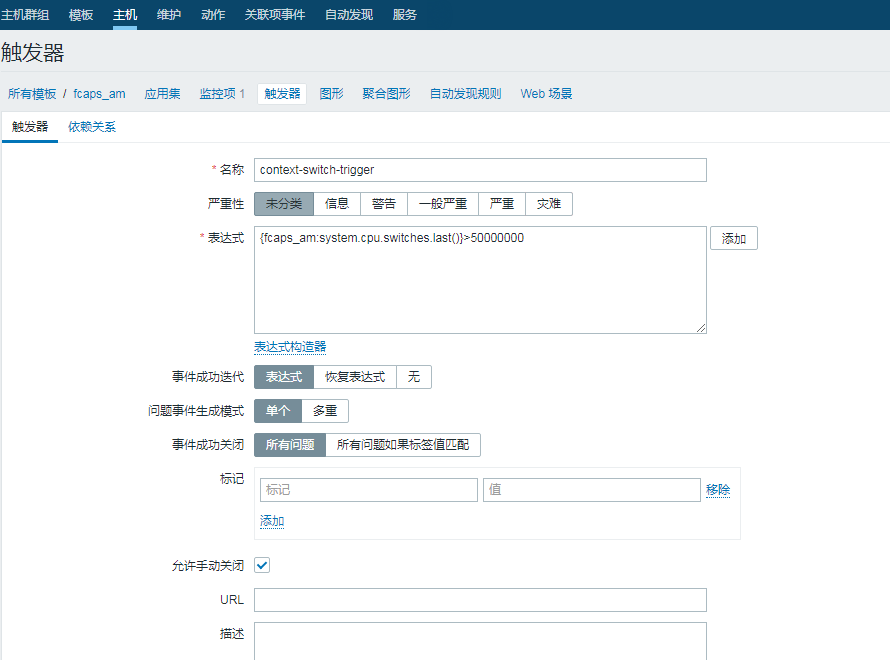 主机群组 模板 主机 维护 动作 关联项事件 自动发现 服务
触发器
所有模板 / fcaps_am 应用集 监控项 1 触发器 图形 聚合图形 自动发现规则 Web 场景
触发器 依赖关系
* 名称 context-switch-trigger
严重性 未分类 信息 警告 一般严重 严重 灾难
* 表达式 {fcaps_am:system.cpu.switches.last()}>50000000 添加
表达式构造器
事件成功迭代 表达式 恢复表达式 无
问题事件生成模式 单个 多重
事件成功关闭 所有问题 所有问题如果标签值匹配
标记 标记 值 移除
添加
允许手动关闭
URL
描述